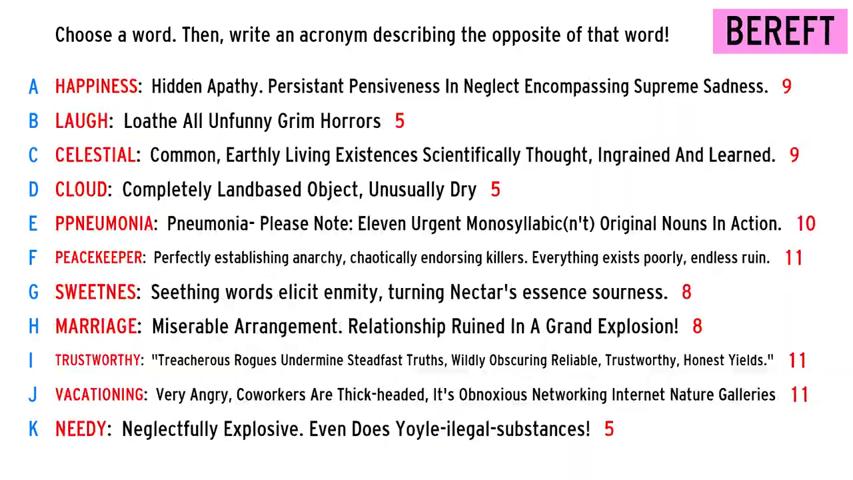 Choose a word. Then, write an acronym describing the opposite of that word! BEREFT
A HAPPINESS: Hidden Apathy. Persistant Pensiveness In Neglect Encompassing Supreme Sadness. 9
B LAUGH: Loathe All Unfunny Grim Horrors 5
C CELESTIAL: Common, Earthly Living Existences Scientifically Thought, Ingrained And Learned. 9
D CLOUD: Completely Landbased Object, Unusually Dry 5
E PPNEUMONIA: Pneumonia- Please Note: Eleven Urgent Monosyllabic(n't) Original Nouns In Action. 10
F PEACEKEEPER: Perfectly establishing anarchy, chaotically endorsing killers. Everything exists poorly, endless ruin. 11
G SWEETNES: Seething words elicit enmity, turning Nectar's essence sourness. 8
H MARRIAGE: Miserable Arrangement. Relationship Ruined In A Grand Explosion! 8
I TRUSTWORTHY: "Treacherous Rogues Undermine Steadfast Truths, Wildly Obscuring Reliable, Trustworthy, Honest Yields." 11
J VACATIONING: Very Angry, Coworkers Are Thick-headed, It's Obnoxious Networking Internet Nature Galleries 11
K NEEDY: Neglectfully Explosive. Even Does Yoyle-ilegal-substances! 5